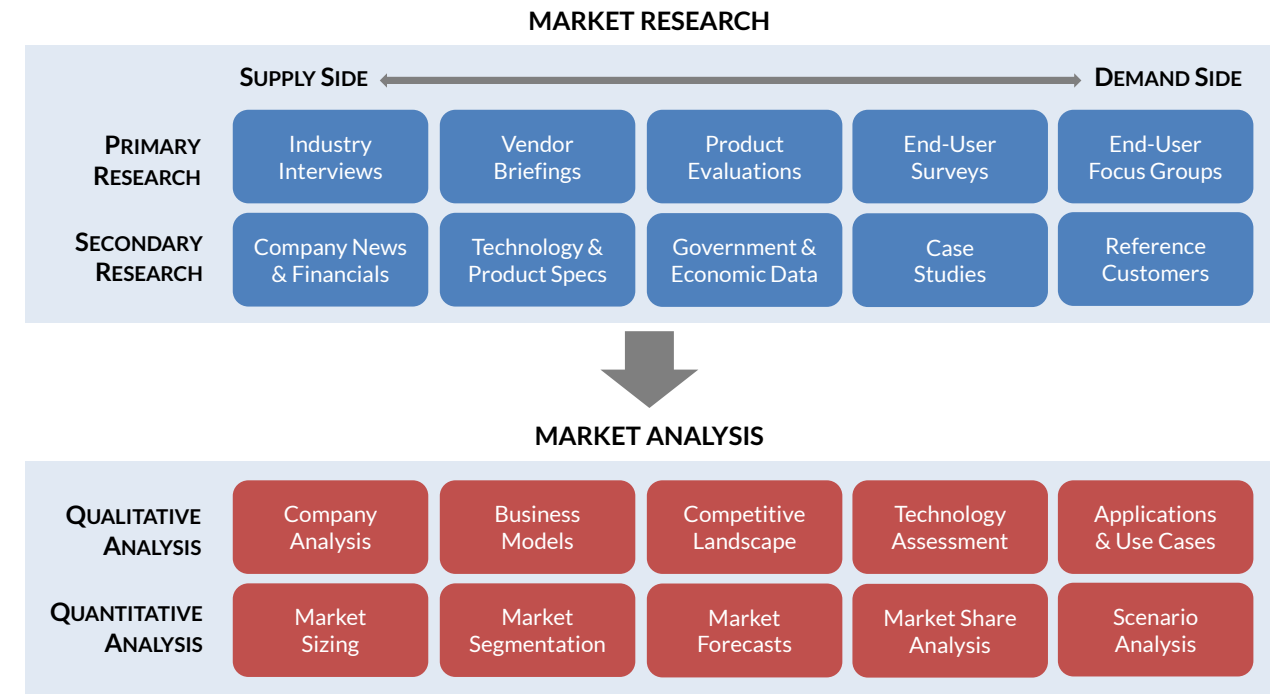 MARKET RESEARCH
SUPPLY SIDE
DEMAND SIDE
PRIMARY
RESEARCH
Industry
Interviews
Vendor
Briefings
Product
Evaluations
End-User
Surveys
End-User
Focus Groups
SECONDARY
RESEARCH
Company News
& Financials
Technology &
Product Specs
Government &
Economic Data
Case
Studies
Reference
Customers
MARKET ANALYSIS
QUALITATIVE
ANALYSIS
Company
Analysis
Business
Models
Competitive
Landscape
Technology
Assessment
Applications
& Use Cases
QUANTITATIVE
ANALYSIS
Market
Sizing
Market
Segmentation
Market
Forecasts
Market Share
Analysis
Scenario
Analysis